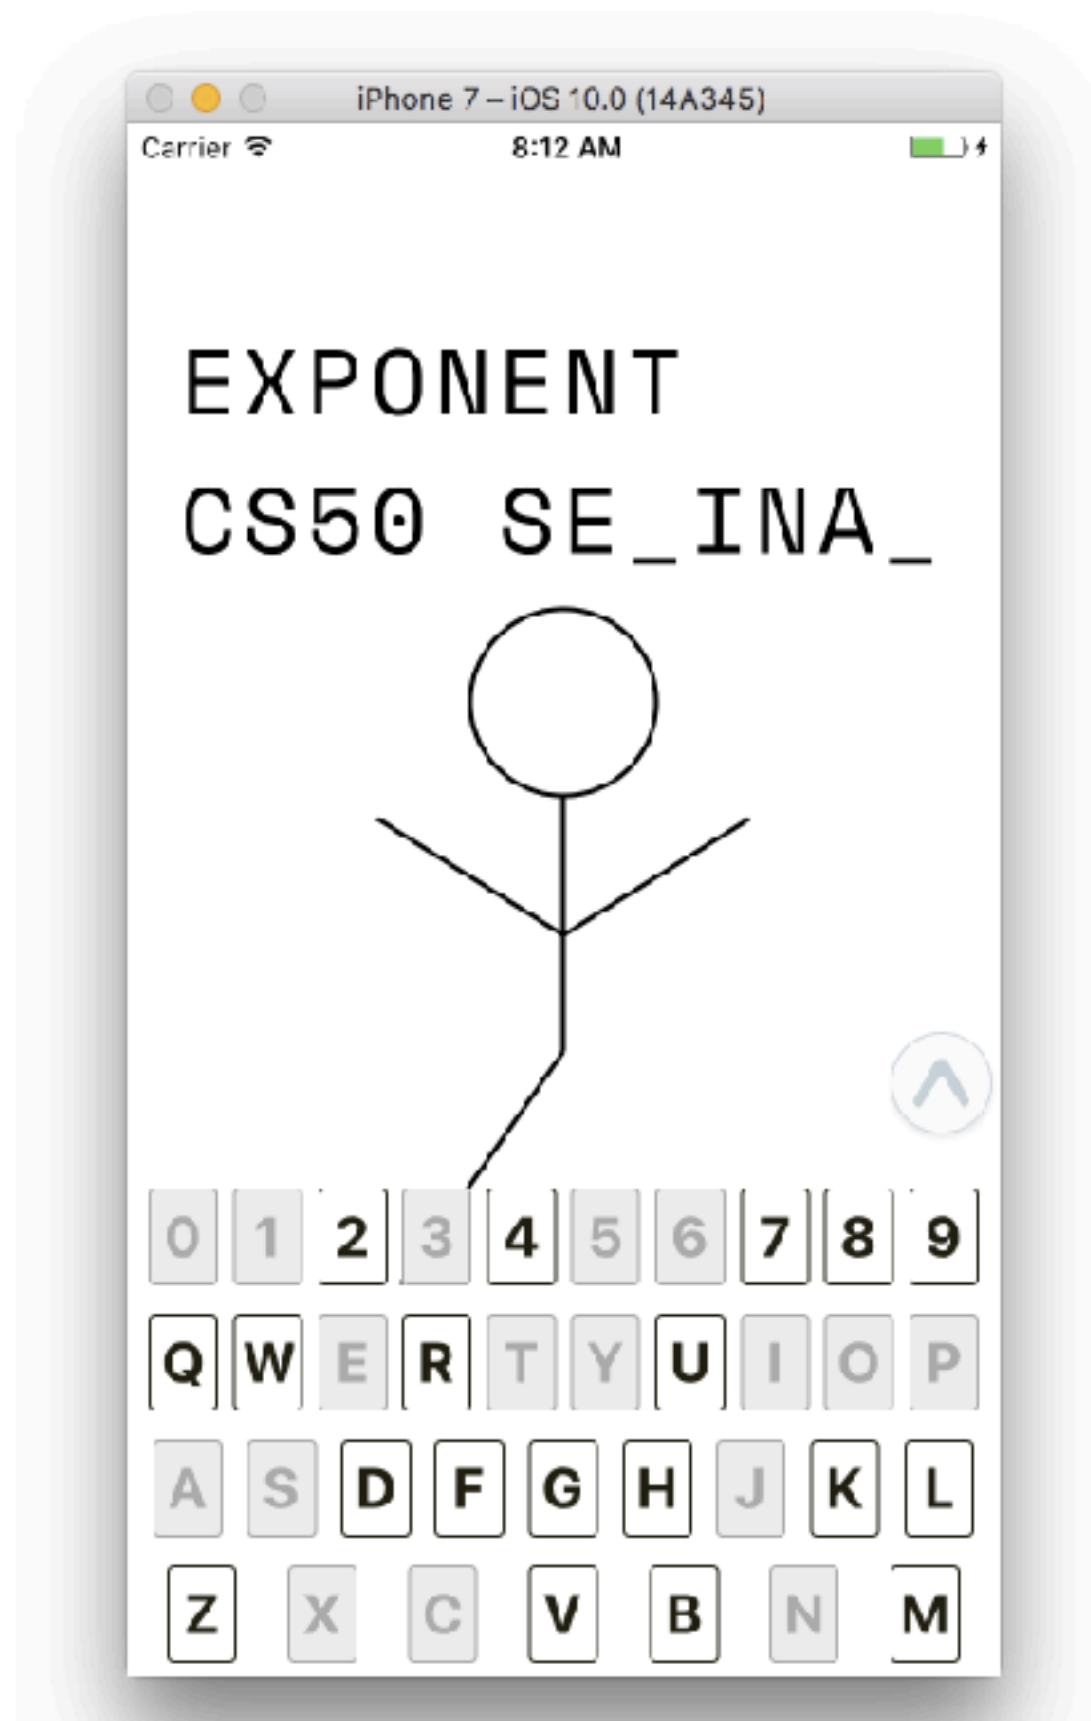 iPhone 7 – iOS 10.0 (14A345)
Carrier 8:12 AM
EXPONENT
CS50 SE_INA_
0 1 2 3 4 5 6 7 8 9
Q W E R T Y U I O P
A S D F G H J K L
Z X C V B N M